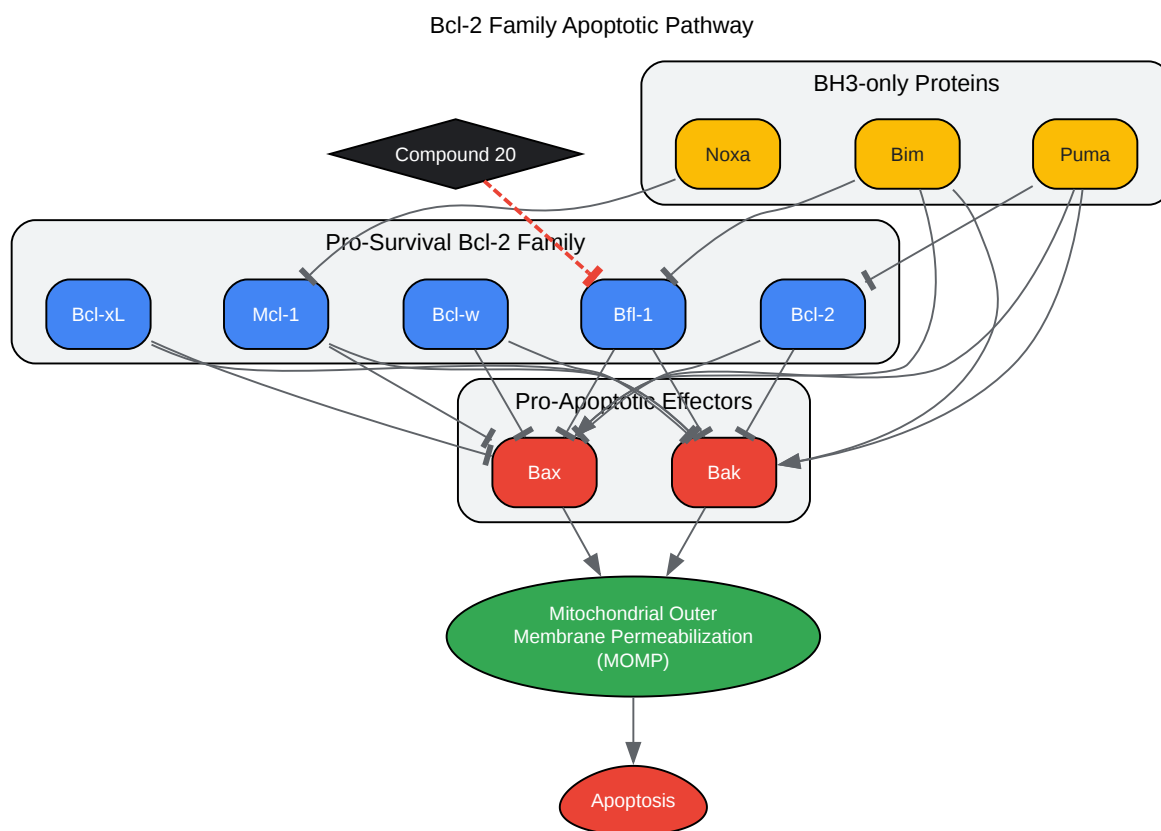 Bcl-2 Family Apoptotic Pathway
BH3-only Proteins
Compound 20
Noxa
Bim
Puma
Pro-Survival Bcl-2 Family
Bcl-xL
Mcl-1
Bcl-w
Bfl-1
Bcl-2
Pro-Apoptotic Effectors
Bax
Bak
Mitochondrial Outer
Membrane Permeabilization
(MOMP)
Apoptosis